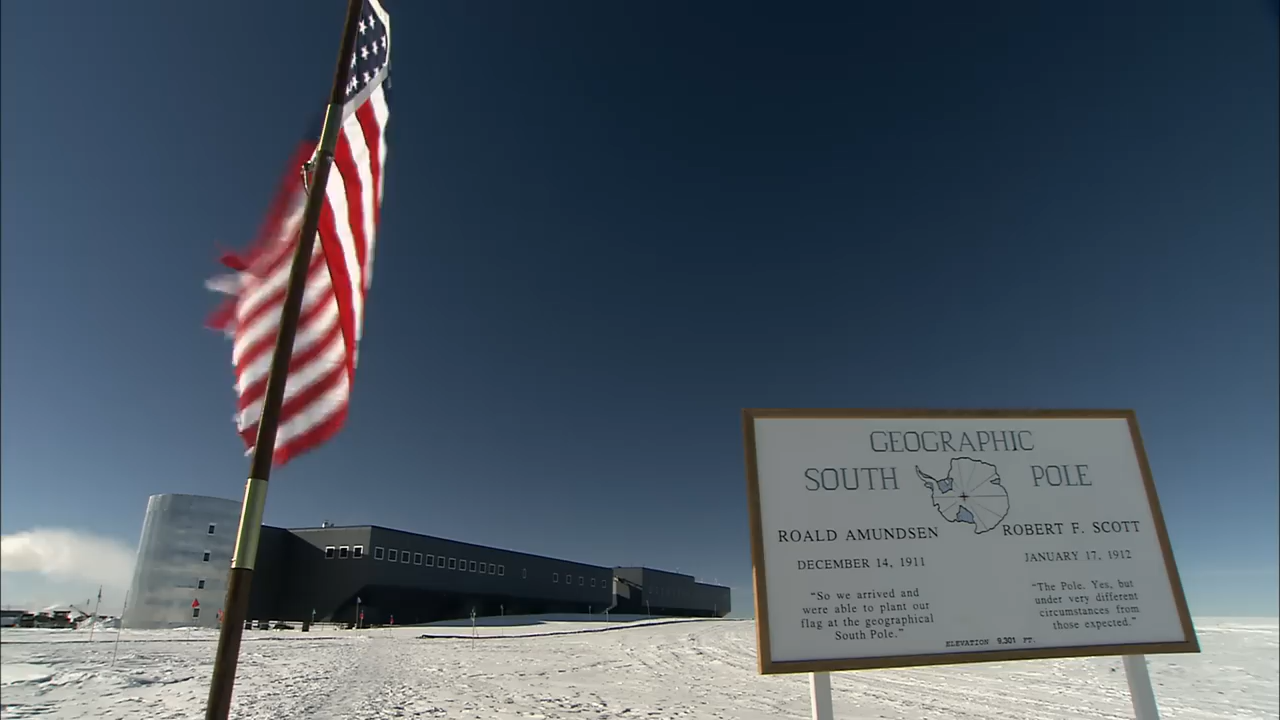 GEOGRAPHIC
SOUTH POLE
ROALD AMUNDSEN
DECEMBER 14, 1911
"So we arrived and
were able to plant our
flag at the geographical
South Pole."
ROBERT F. SCOTT
JANUARY 17, 1912
"The Pole. Yes, but
under very different
circumstances from
those expected."
ELEVATION 9,301 FT.